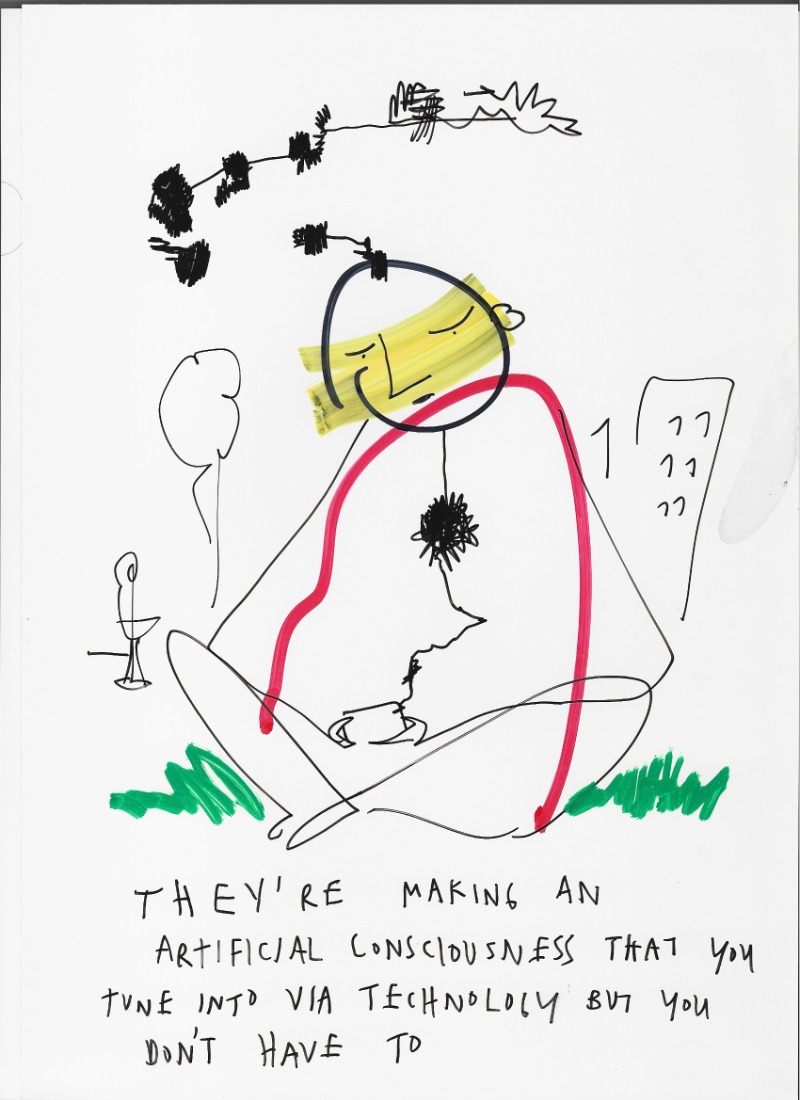 THEY'RE MAKING AN
ARTIFICIAL CONSCIOUSNESS THAT YOU
TUNE INTO VIA TECHNOLOGY BUT YOU
DON'T HAVE TO